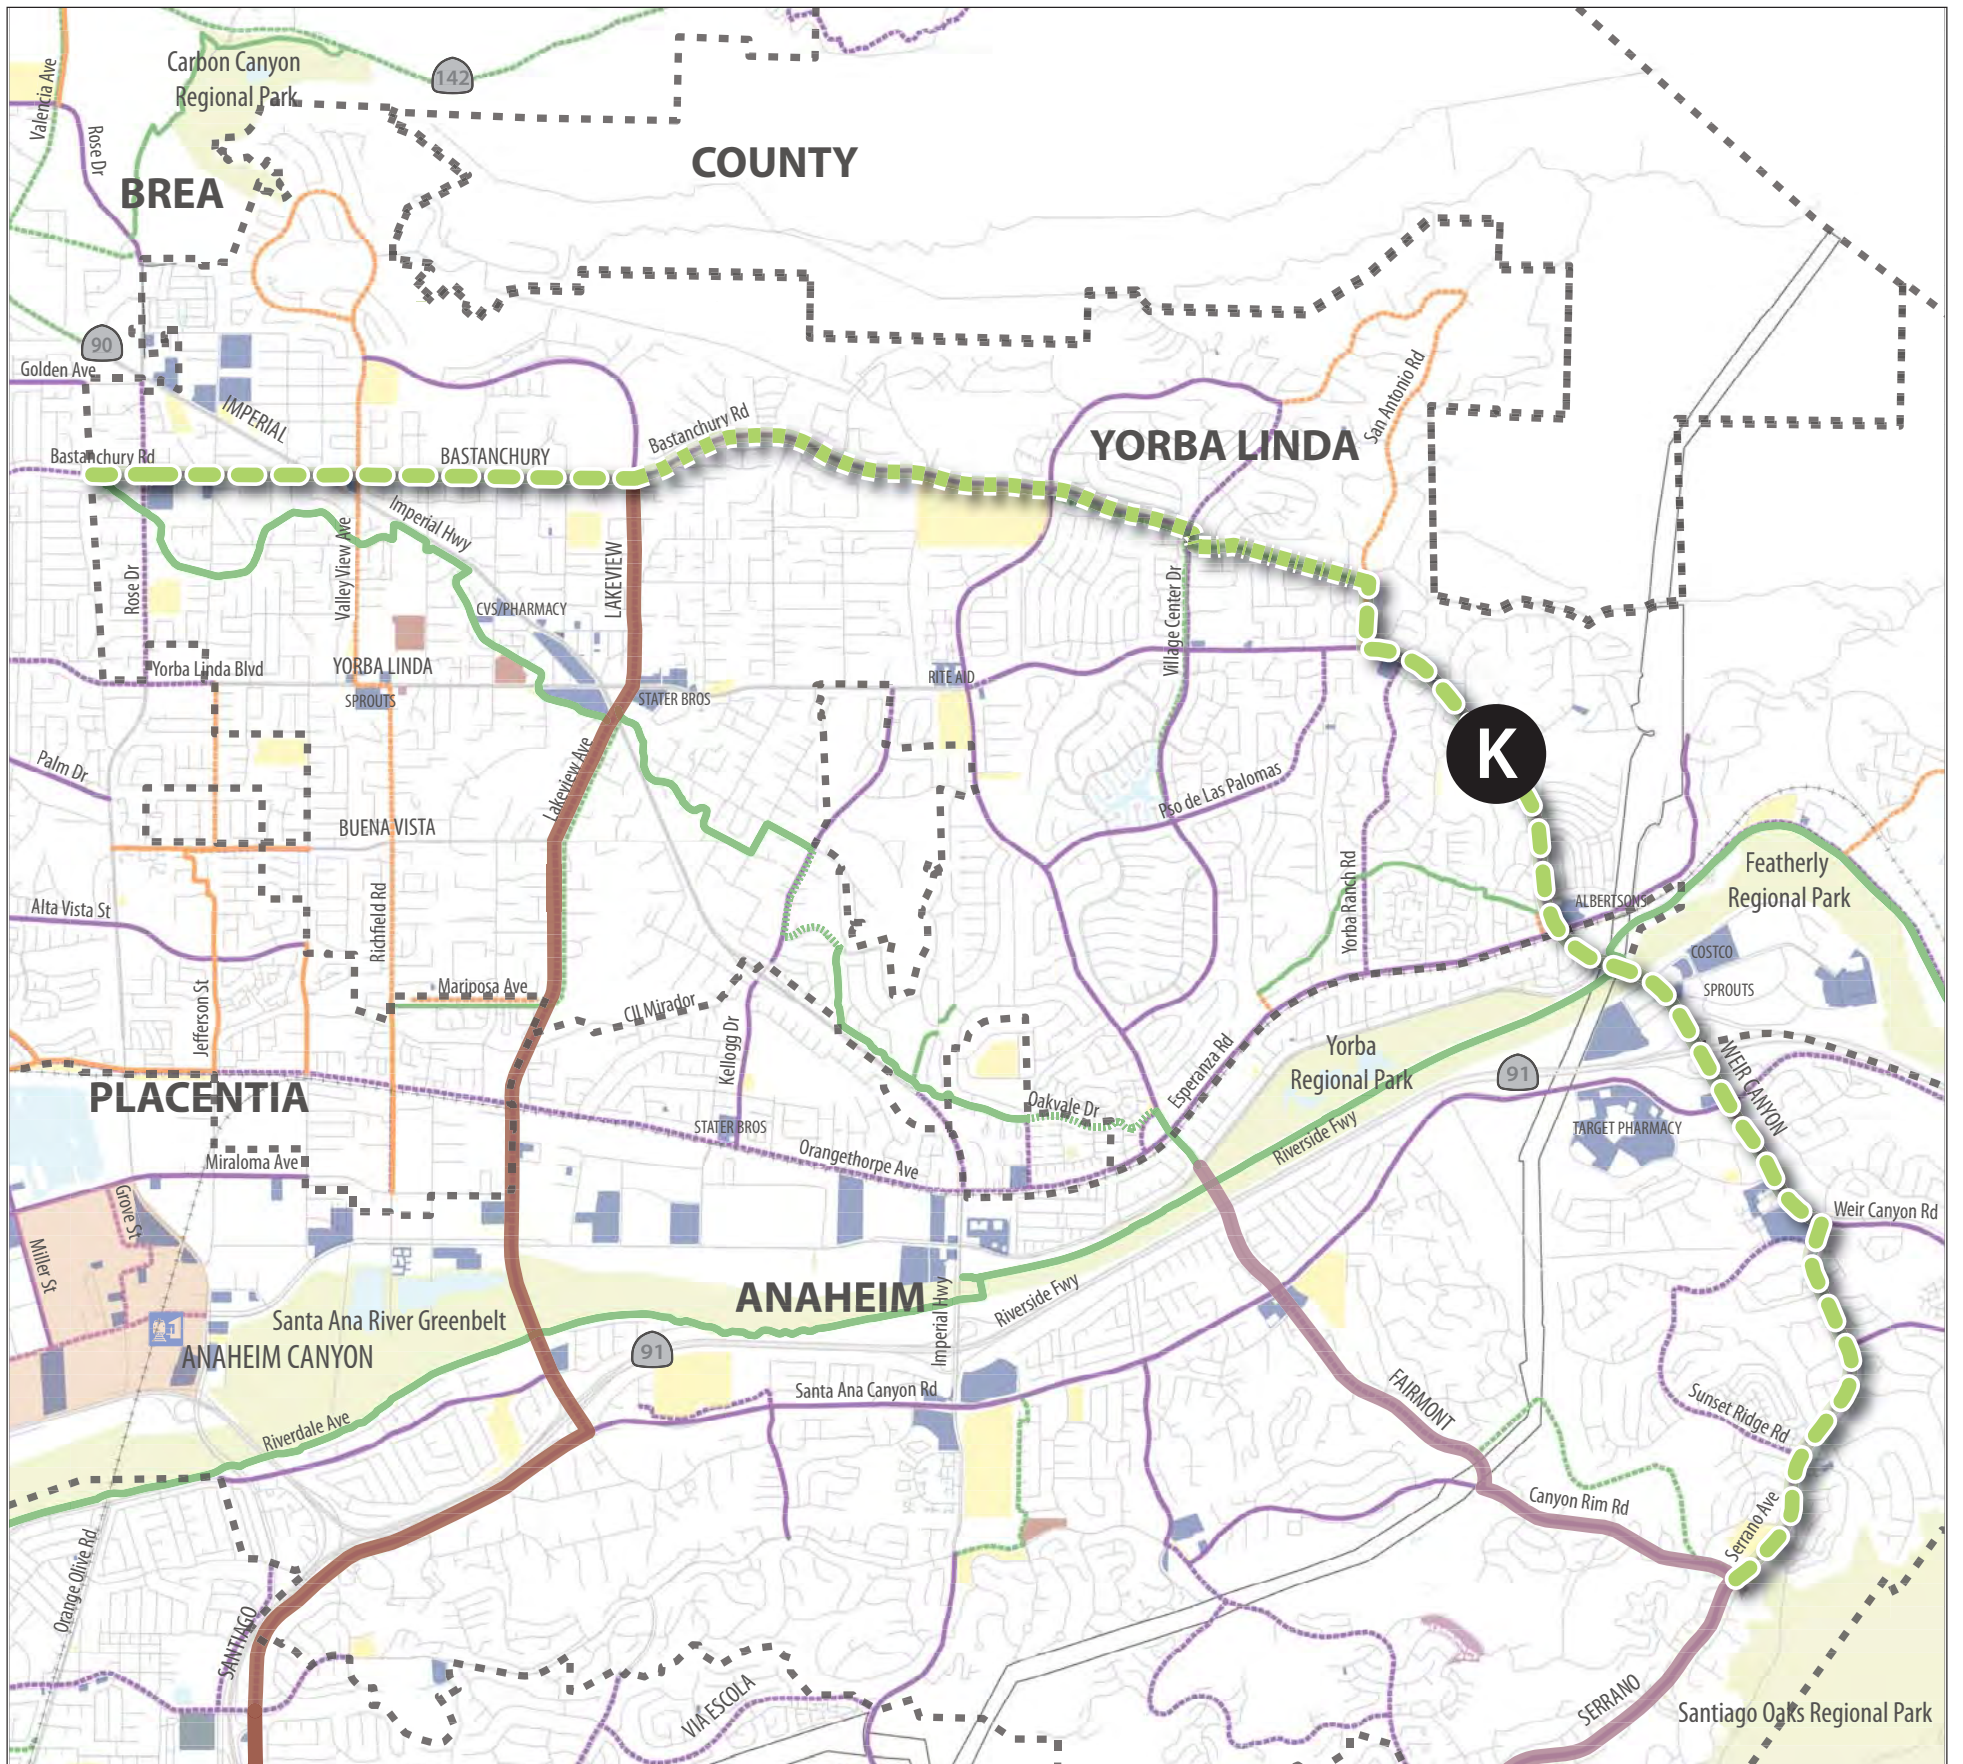 Carbon Canyon
Regional Park
142
Valencia Ave
Rose Dr
COUNTY
BREA
90
Golden Ave
IMPERIAL
San Antonio Rd
Bastanchury Rd
YORBA LINDA
Bastanchury Rd
BASTANCHURY
Imperial Hwy
Valley View Ave
LAKEVIEW
Rose Dr
CVS/PHARMACY
Village Center Dr
Yorba Linda Blvd
YORBA LINDA
SPROUTS
STATER BROS
RITE AID
K
Palm Dr
Lakeview Ave
Pso de Las Palomas
BUENA VISTA
Yorba Ranch Rd
Featherly
Regional Park
ALBERTSONS
Alta Vista St
Richfield Rd
COSTCO
SPROUTS
Mariposa Ave
Cll Mirador
Jefferson St
Kellogg Dr
Esperanza Rd
Yorba
Regional Park
91
WEIR CANYON
PLACENTIA
Oakvale Dr
STATER BROS
TARGET PHARMACY
Riverside Fwy
Miraloma Ave
Orangethorpe Ave
Grove St
Weir Canyon Rd
Miller St
ANAHEIM
Imperial Hwy
Riverside Fwy
Santa Ana River Greenbelt
ANAHEIM CANYON
91
Santa Ana Canyon Rd
FAIRMONT
Sunset Ridge Rd
Riverdale Ave
Canyon Rim Rd
Serrano Ave
Orange Olive Rd
SANTIAGO
VIA ESCOLA
SERRANO
Santiago Oaks Regional Park